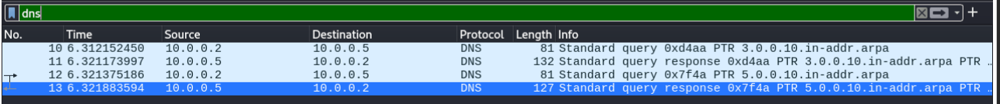 dns
No. Time Source Destination Protocol Length Info
10 6.312152450 10.0.0.2 10.0.0.5 DNS 81 Standard query 0xd4aa PTR 3.0.0.10.in-addr.arpa
11 6.321173997 10.0.0.5 10.0.0.2 DNS 132 Standard query response 0xd4aa PTR 3.0.0.10.in-addr.arpa PTR …
12 6.321375186 10.0.0.2 10.0.0.5 DNS 81 Standard query 0x7f4a PTR 5.0.0.10.in-addr.arpa
13 6.321883594 10.0.0.5 10.0.0.2 DNS 127 Standard query response 0x7f4a PTR 5.0.0.10.in-addr.arpa PTR …